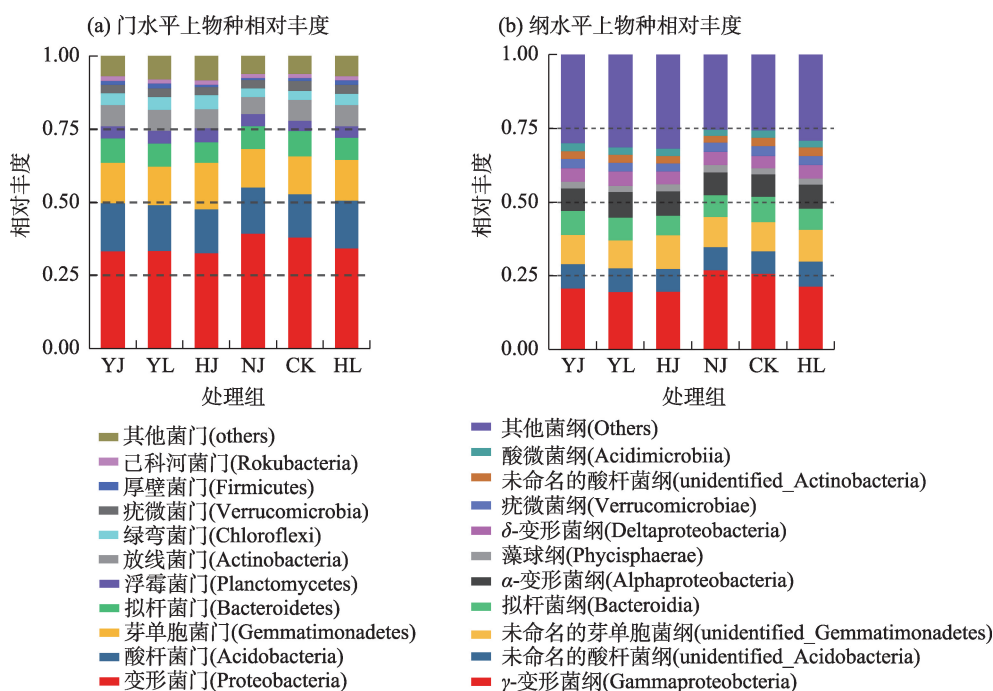 (a) 门水平上物种相对丰度
1.00
0.75
0.50
0.25
0.00
相对丰度
YJ YL HJ NJ CK HL
处理组
其他菌门(others)
己科河菌门(Rokubacteria)
厚壁菌门(Firmicutes)
疣微菌门(Verrucomicrobia)
绿弯菌门(Chloroflexi)
放线菌门(Actinobacteria)
浮霉菌门(Planctomycetes)
拟杆菌门(Bacteroidetes)
芽单胞菌门(Gemmatimonadetes)
酸杆菌门(Acidobacteria)
变形菌门(Proteobacteria)
(b) 纲水平上物种相对丰度
1.00
0.75
0.50
0.25
0.00
相对丰度
YJ YL HJ NJ CK HL
处理组
其他菌纲(Others)
酸微菌纲(Acidimicrobiia)
未命名的酸杆菌纲(unidentified_Actinobacteria)
疣微菌纲(Verrucomicrobiae)
δ-变形菌纲(Deltaproteobacteria)
藻球纲(Phycisphaerae)
α-变形菌纲(Alphaproteobacteria)
拟杆菌纲(Bacteroidia)
未命名的芽单胞菌纲(unidentified_Gemmatimonadetes)
未命名的酸杆菌纲(unidentified_Acidobacteria)
γ-变形菌纲(Gammaproteobcteria)